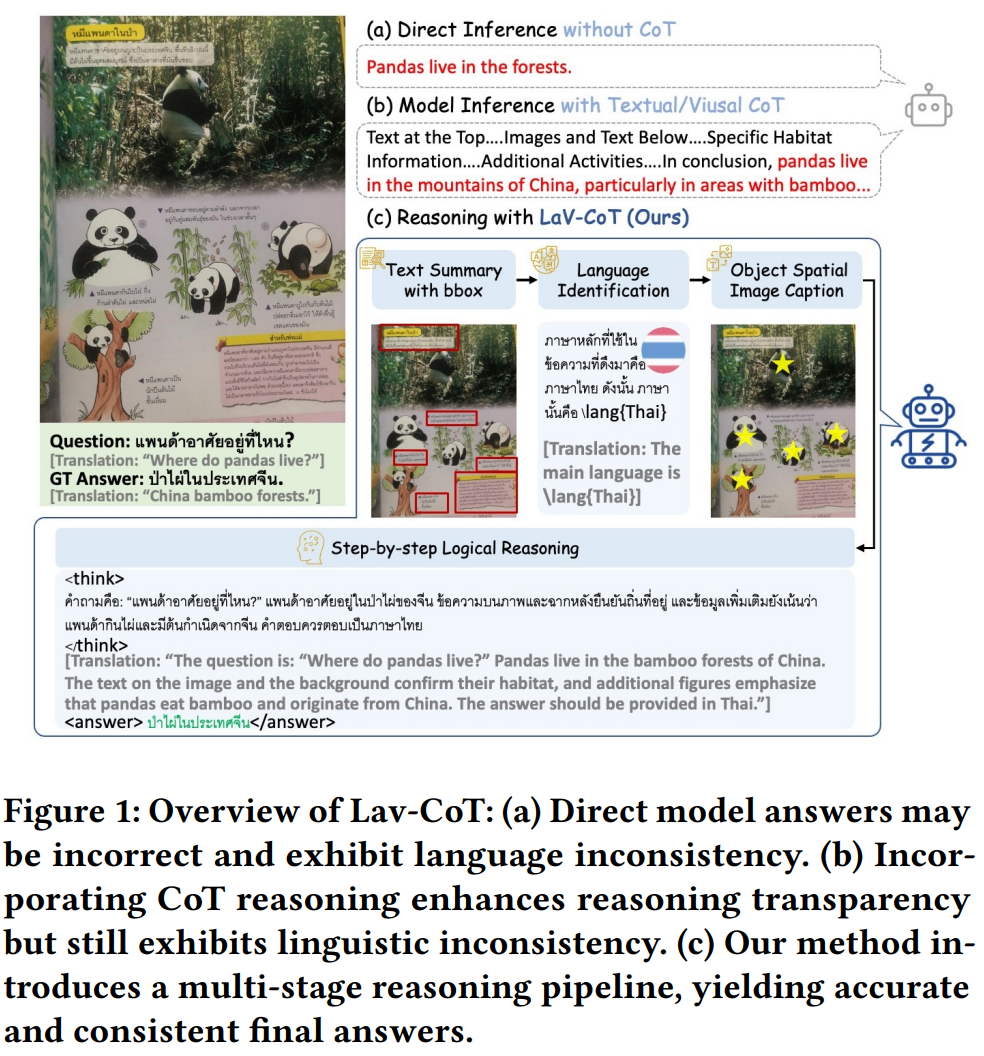 หมีแพนดาในป่า
(a) Direct Inference without CoT
Pandas live in the forests.
(b) Model Inference with Textual/Viusal CoT
Text at the Top....Images and Text Below....Specific Habitat
Information....Additional Activities....In conclusion, pandas live
in the mountains of China, particularly in areas with bamboo...
(c) Reasoning with LaV-CoT (Ours)
Text Summary
with bbox
Language
Identification
Object Spatial
Image Caption
ภาษาหลักที่ใช้ใน
ข้อความที่ดึงมาคือ
ภาษาไทย ดังนั้น ภาษา
นั้นคือ \lang{Thai}
[Translation: The
main language is
\lang{Thai}]
Question: แพนด้าอาศัยอยู่ที่ไหน?
[Translation: “Where do pandas live?”]
GT Answer: ป่าไผ่ในประเทศจีน.
[Translation: “China bamboo forests.”]
Step-by-step Logical Reasoning
<think>
คำถามคือ: “แพนด้าอาศัยอยู่ที่ไหน?” แพนด้าอาศัยอยู่ในป่าไผ่ของจีน ข้อความบนภาพและฉากหลังยืนยันถิ่นที่อยู่ และข้อมูลเพิ่มเติมยังเน้นว่า
แพนด้ากินไผ่และมีต้นกำเนิดจากจีน คำตอบควรตอบเป็นภาษาไทย
</think>
[Translation: “The question is: “Where do pandas live?” Pandas live in the bamboo forests of China.
The text on the image and the background confirm their habitat, and additional figures emphasize
that pandas eat bamboo and originate from China. The answer should be provided in Thai.”]
<answer> ป่าไผ่ในประเทศจีน</answer>
Figure 1: Overview of Lav-CoT: (a) Direct model answers may
be incorrect and exhibit language inconsistency. (b) Incor-
porating CoT reasoning enhances reasoning transparency
but still exhibits linguistic inconsistency. (c) Our method in-
troduces a multi-stage reasoning pipeline, yielding accurate
and consistent final answers.